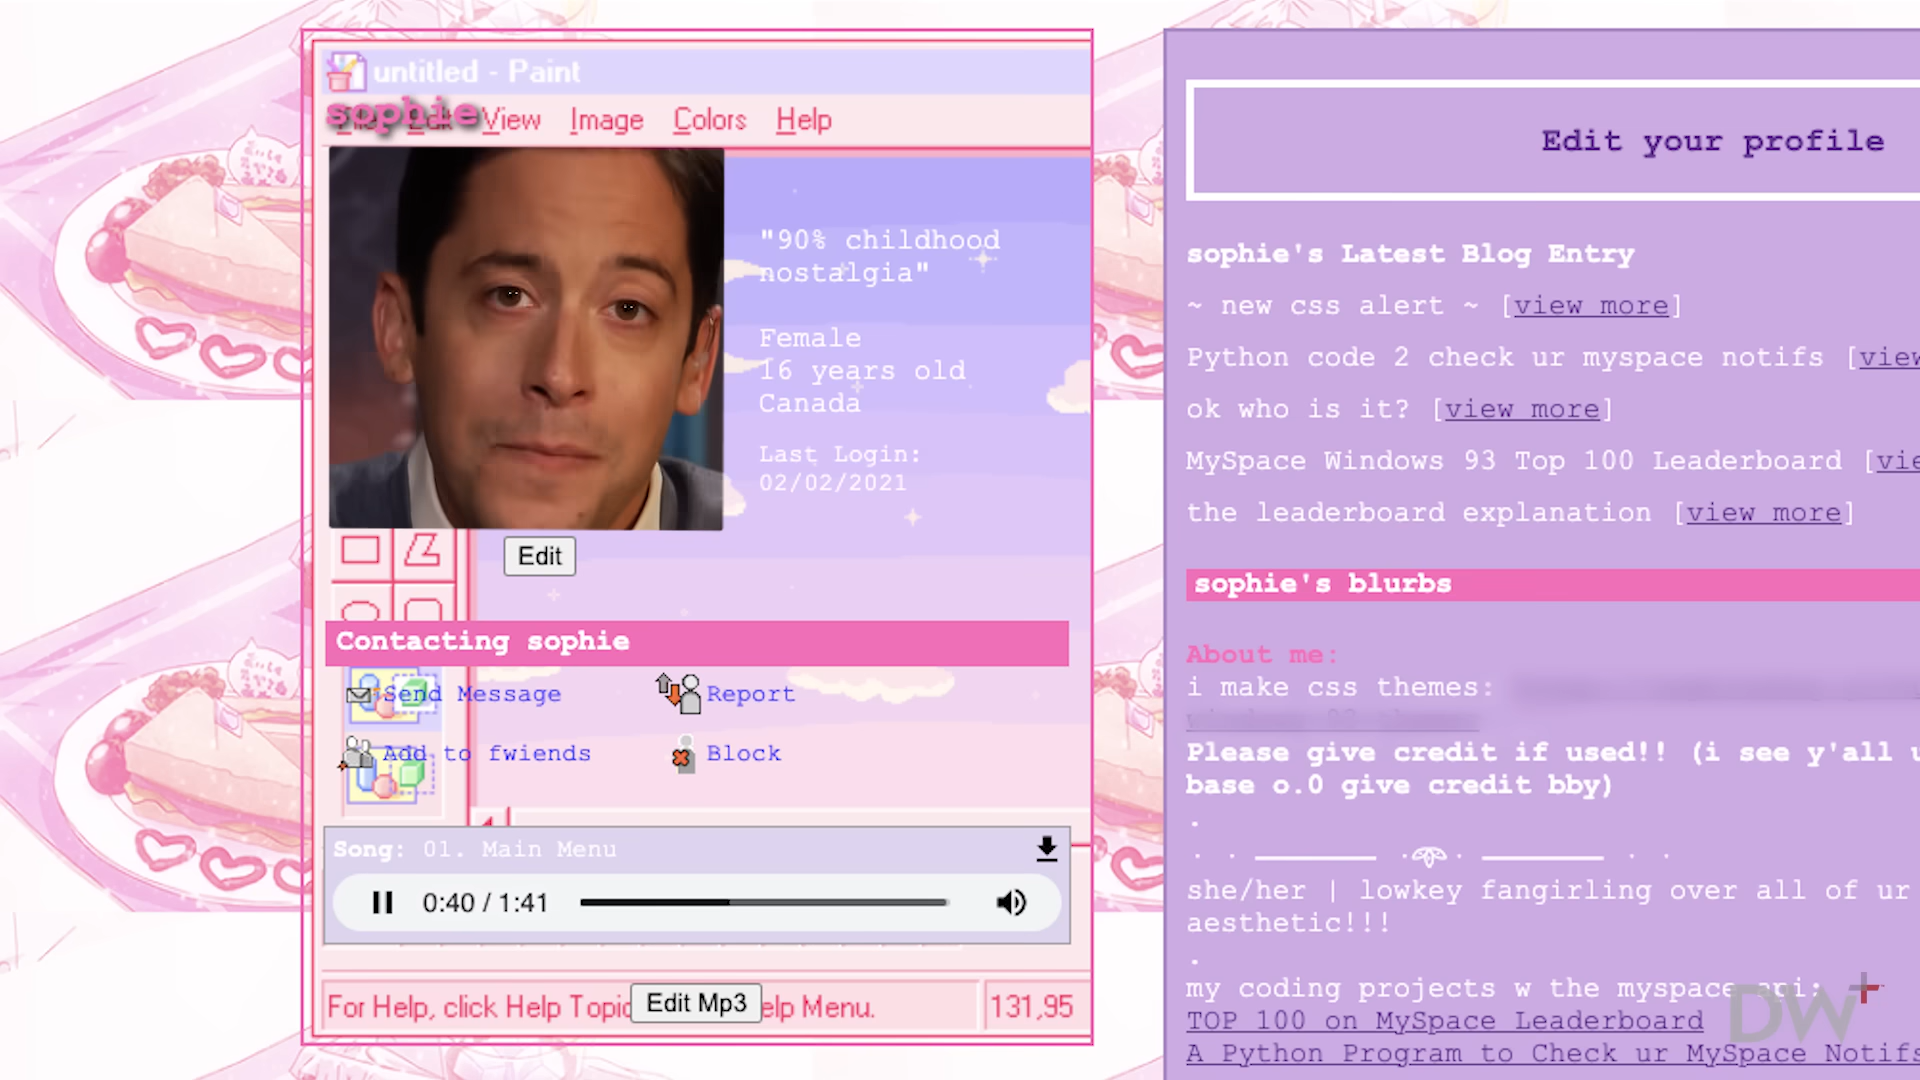 untitled - Paint
sophie
View Image Colors Help
"90% childhood
nostalgia"
Female
16 years old
Canada
Last Login:
02/02/2021
Edit
Contacting sophie
Send Message
Report
Add to fwiends
Block
Song: 01. Main Menu
0:40 / 1:41
For Help, click Help Topic
Edit Mp3
elp Menu.
131,95
Edit your profile
sophie's Latest Blog Entry
~ new css alert ~ [view more]
Python code 2 check ur myspace notifs [view
ok who is it? [view more]
MySpace Windows 93 Top 100 Leaderboard [vie
the leaderboard explanation [view more]
sophie's blurbs
About me:
i make css themes:
Please give credit if used!! (i see y'all u
base o.0 give credit bby)
she/her | lowkey fangirling over all of ur
aesthetic!!!
my coding projects w the myspace api:
TOP 100 on MySpace Leaderboard
A Python Program to Check ur MySpace Notifs
DW+